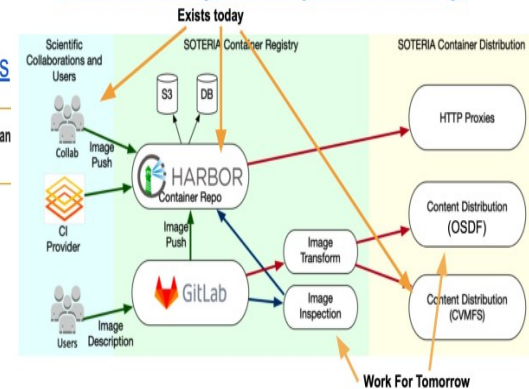 Exists today
Scientific
Collaborations and
Users
SOTERIA Container Registry
SOTERIA Container Distribution
S
an
S3
DB
HTTP Proxies
Collab
Image
Push
HARBOR
Container Repo
CI
Provider
Image
Push
Content Distribution
(OSDF)
Image
Transform
GitLab
Image
Inspection
Content Distribution
(CVMFS)
Users
Image
Description
Work For Tomorrow